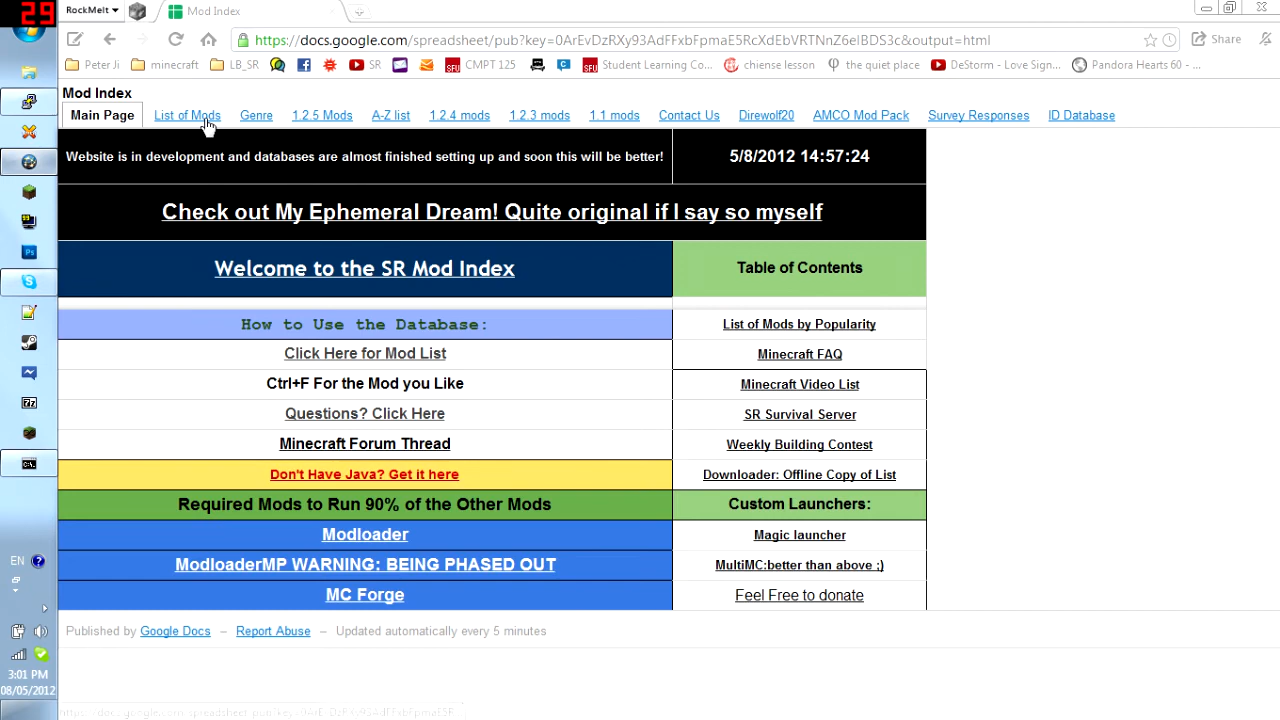 29
RockMelt
Mod Index
https://docs.google.com/spreadsheet/pub?key=0ArEvDzRXy93AdFFxbFpmaE5RcXdEbVRTNnZ6elBDS3c&output=html
Share
Peter Ji
minecraft
LB_SR
SR
CMPT 125
Student Learning Co...
chiense lesson
the quiet place
DeStorm - Love Sign...
Pandora Hearts 60 - ...
Mod Index
Main Page List of Mods Genre 1.2.5 Mods A-Z list 1.2.4 mods 1.2.3 mods 1.1 mods Contact Us Direwolf20 AMCO Mod Pack Survey Responses ID Database
Website is in development and databases are almost finished setting up and soon this will be better! 5/8/2012 14:57:24
Check out My Ephemeral Dream! Quite original if I say so myself
Welcome to the SR Mod Index Table of Contents
How to Use the Database: List of Mods by Popularity
Click Here for Mod List Minecraft FAQ
Ctrl+F For the Mod you Like Minecraft Video List
Questions? Click Here SR Survival Server
Minecraft Forum Thread Weekly Building Contest
Don't Have Java? Get it here Downloader: Offline Copy of List
Required Mods to Run 90% of the Other Mods Custom Launchers:
Modloader Magic launcher
ModloaderMP WARNING: BEING PHASED OUT MultiMC:better than above ;)
MC Forge Feel Free to donate
Published by Google Docs – Report Abuse – Updated automatically every 5 minutes
EN
3:01 PM
08/05/2012